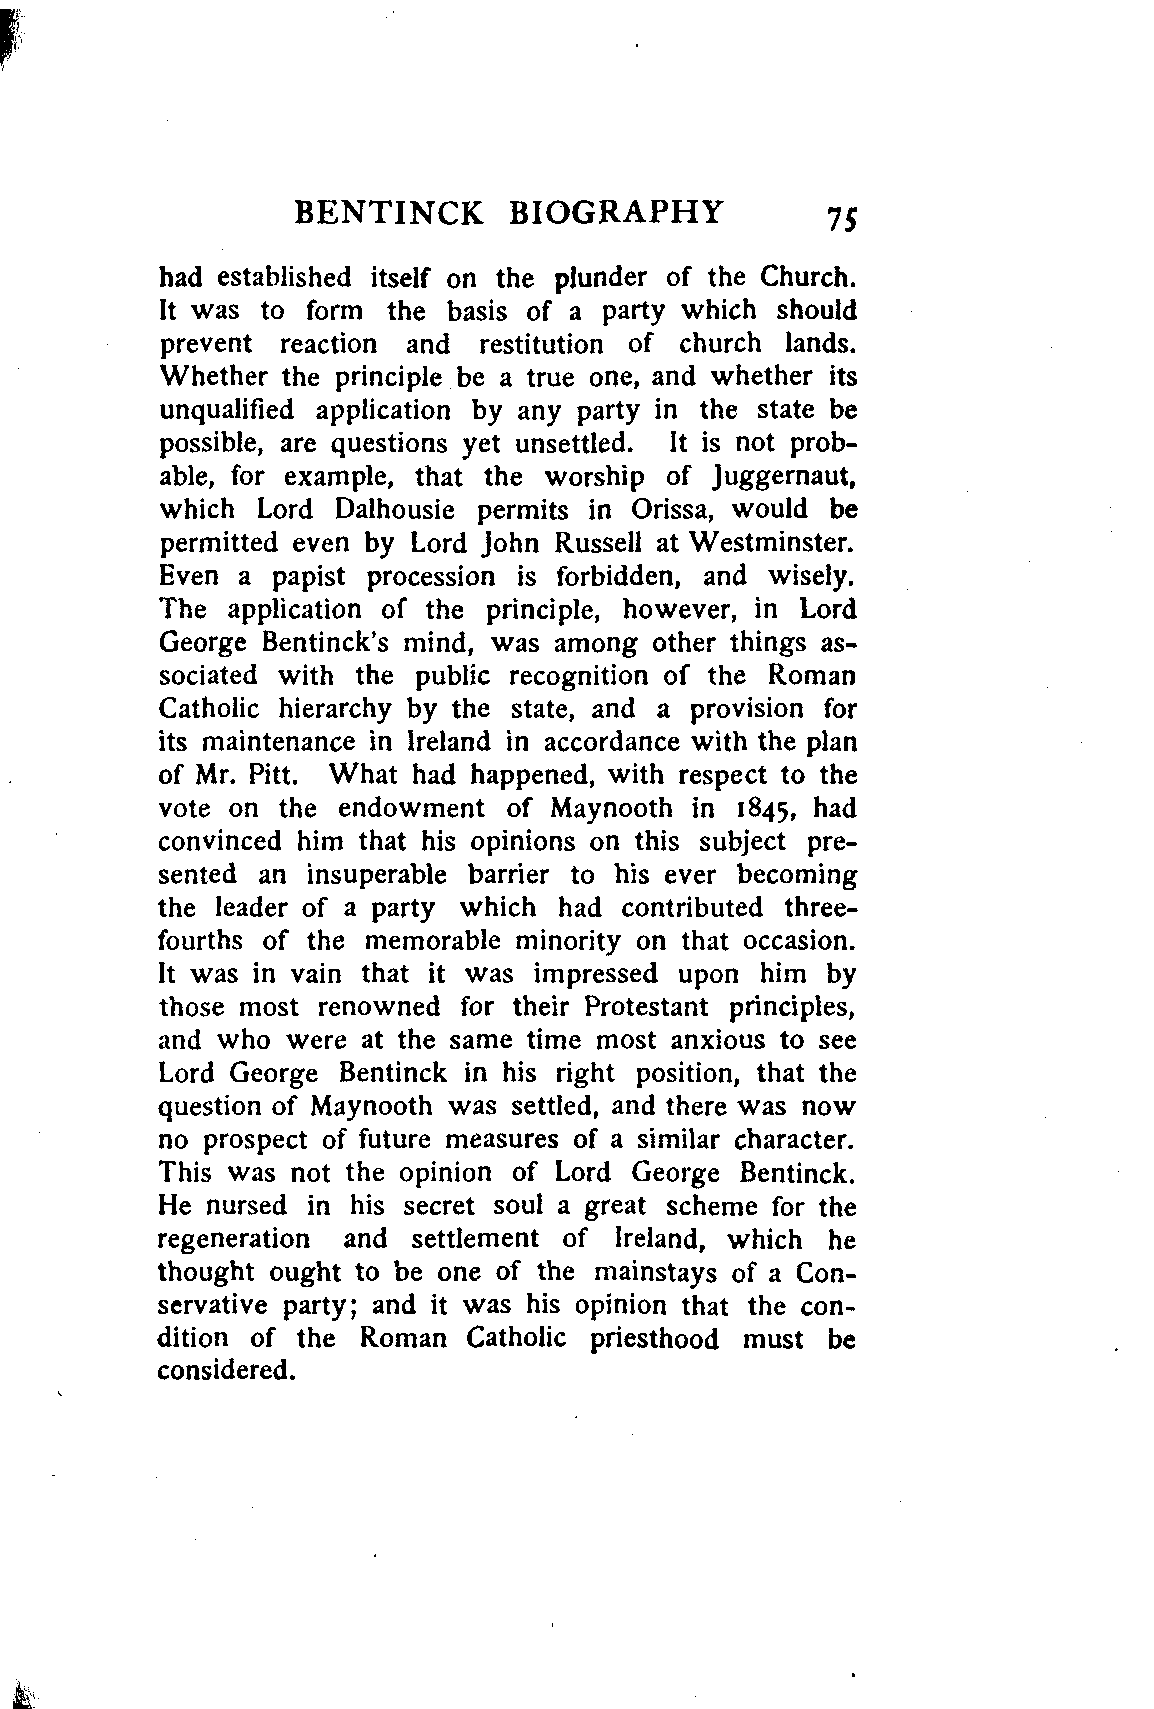 BENTINCK BIOGRAPHY 75
had established itself on the plunder of the Church.
It was to form the basis of a party which should
prevent reaction and restitution of church lands.
Whether the principle be a true one, and whether its
unqualified application by any party in the state be
possible, are questions yet unsettled. It is not prob-
able, for example, that the worship of Juggernaut,
which Lord Dalhousie permits in Orissa, would be
permitted even by Lord John Russell at Westminster.
Even a papist procession is forbidden, and wisely.
The application of the principle, however, in Lord
George Bentinck's mind, was among other things as-
sociated with the public recognition of the Roman
Catholic hierarchy by the state, and a provision for
its maintenance in Ireland in accordance with the plan
of Mr. Pitt. What had happened, with respect to the
vote on the endowment of Maynooth in 1845, had
convinced him that his opinions on this subject pre-
sented an insuperable barrier to his ever becoming
the leader of a party which had contributed three-
fourths of the memorable minority on that occasion.
It was in vain that it was impressed upon him by
those most renowned for their Protestant principles,
and who were at the same time most anxious to see
Lord George Bentinck in his right position, that the
question of Maynooth was settled, and there was now
no prospect of future measures of a similar character.
This was not the opinion of Lord George Bentinck.
He nursed in his secret soul a great scheme for the
regeneration and settlement of Ireland, which he
thought ought to be one of the mainstays of a Con-
servative party; and it was his opinion that the con-
dition of the Roman Catholic priesthood must be
considered.